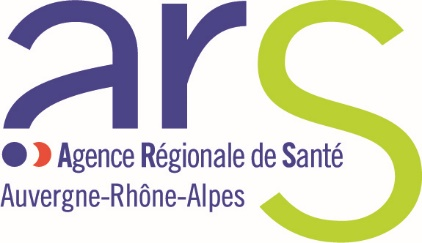 ars
Agence Régionale de Santé
Auvergne-Rhône-Alpes